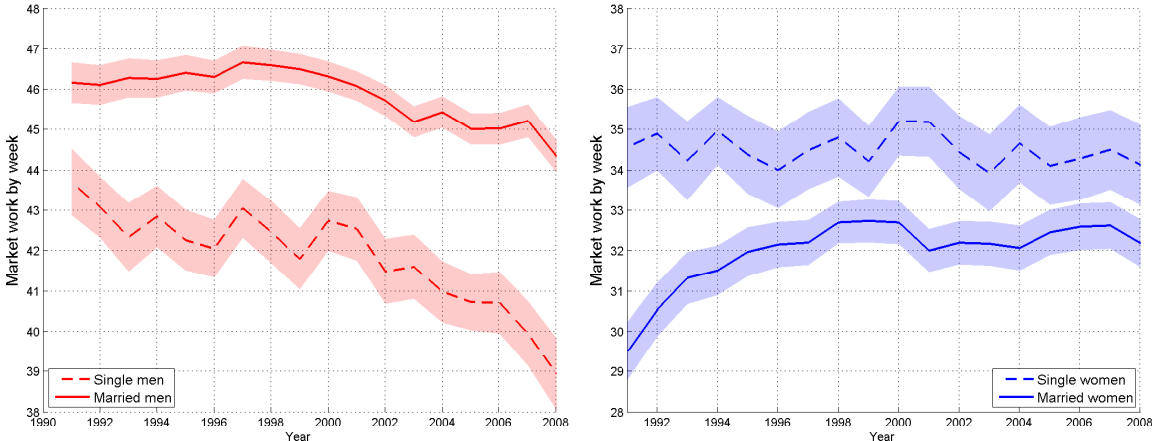 48
47
46
45
44
43
42
41
40
39
38
Market work by week
Single men
Married men
1990 1992 1994 1996 1998 2000 2002 2004 2006 2008
Year
38
37
36
35
34
33
32
31
30
29
28
Market work by week
Single women
Married women
1992 1994 1996 1998 2000 2002 2004 2006 2008
Year